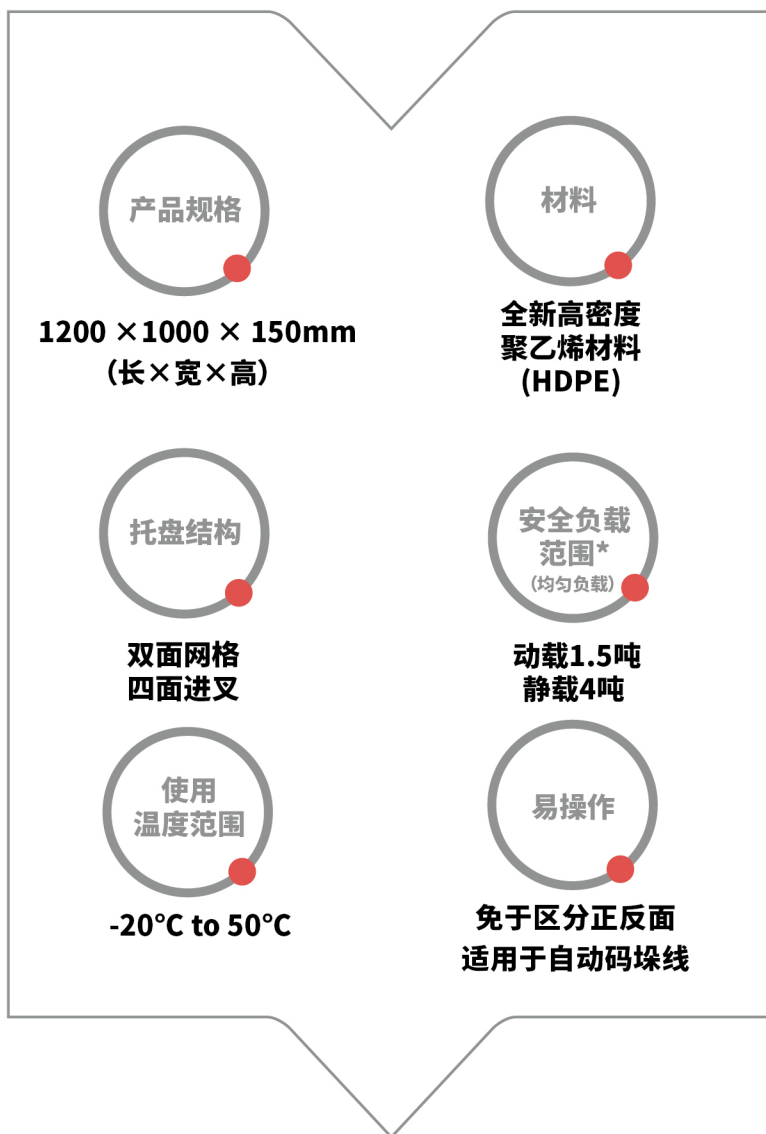 产品规格
1200 ×1000 × 150mm
（长×宽×高）
材料
全新高密度
聚乙烯材料
(HDPE)
托盘结构
双面网格
四面进叉
安全负载
范围*
(均匀负载)
动载1.5吨
静载4吨
使用
温度范围
-20°C to 50°C
易操作
免于区分正反面
适用于自动码垛线